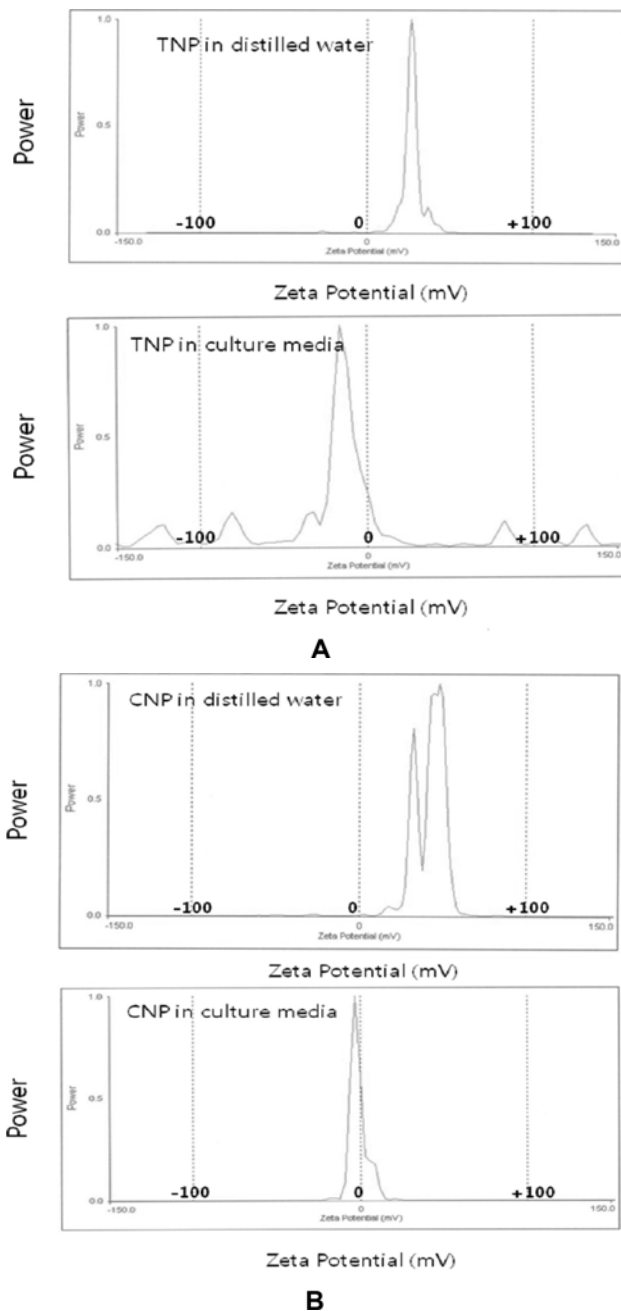 TNP in distilled water
Power
Power
1.0
0.5
0.0
-100
0
+100
-150.0
0
150.0
Zeta Potential (mV)
Zeta Potential (mV)
TNP in culture media
Power
Power
1.0
0.5
0.0
-100
0
+100
-150.0
0
150.0
Zeta Potential (mV)
Zeta Potential (mV)
A
CNP in distilled water
Power
Power
1.0
0.5
0.0
-100
0
+100
-150.0
0
150.0
Zeta Potential (mV)
Zeta Potential (mV)
CNP in culture media
Power
Power
1.0
0.5
0.0
-100
0
+100
-150.0
0
150.0
Zeta Potential (mV)
Zeta Potential (mV)
B